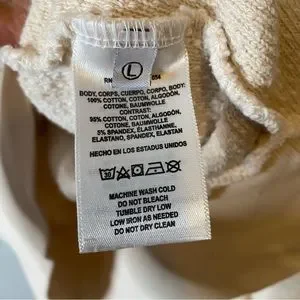 L
RN 854
BODY, CORPS, CUERPO, CORPO, BODY:
100% COTTON, COTON, ALGODÓN,
COTONE, BAUMWOLLE
CONTRAST:
95% COTTON, COTON, ALGODÓN,
COTONE, BAUMWOLLE
5% SPANDEX, ELASTHANNE,
ELASTANO, ELASTAN
HECHO EN LOS ESTADOS UNIDOS
30
MACHINE WASH COLD
DO NOT BLEACH
TUMBLE DRY LOW
LOW IRON AS NEEDED
DO NOT DRY CLEAN